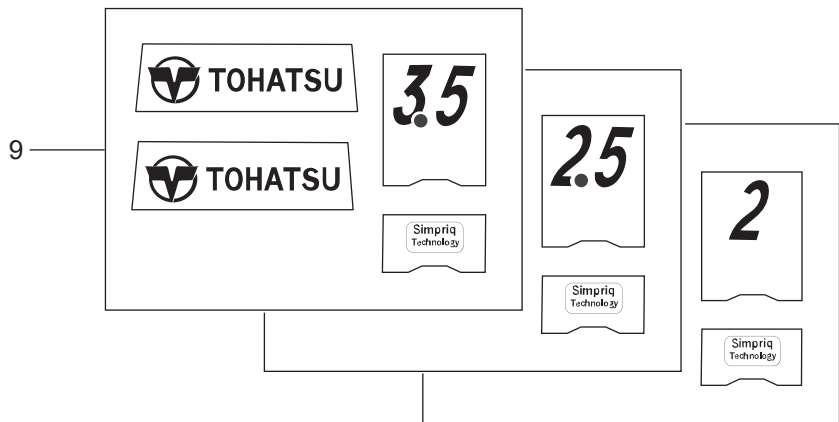 TOHATSU
3.5
9
TOHATSU
2.5
2
Simpriq
Technology
Simpriq
Technology
Simpriq
Technology